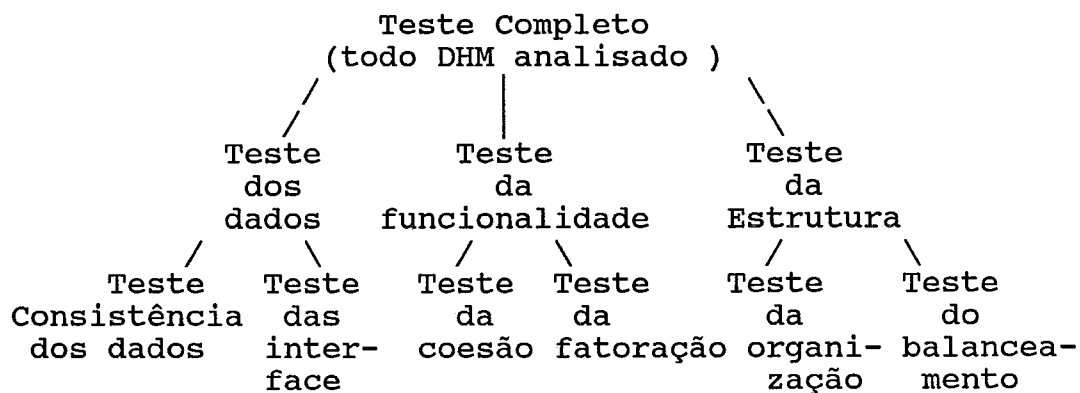 Teste Completo
(todo DHM analisado )
Teste Teste Teste
dos da da
dados funcionalidade Estrutura
Teste Teste Teste Teste Teste Teste
Consistência das da da da do
dos dados inter- coesão fatoração organi- balancea-
face zação mento